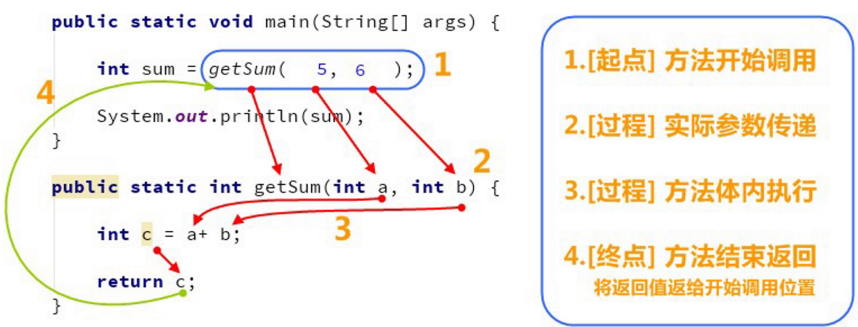 public static void main(String[] args) {
int sum = getSum( 5, 6 ); 1
4
System.out.println(sum);
}
2
public static int getSum(int a, int b) {
3
int c = a+ b;
return c;
}
1.[起点] 方法开始调用
2.[过程] 实际参数传递
3.[过程] 方法体内执行
4.[终点] 方法结束返回
将返回值返给开始调用位置